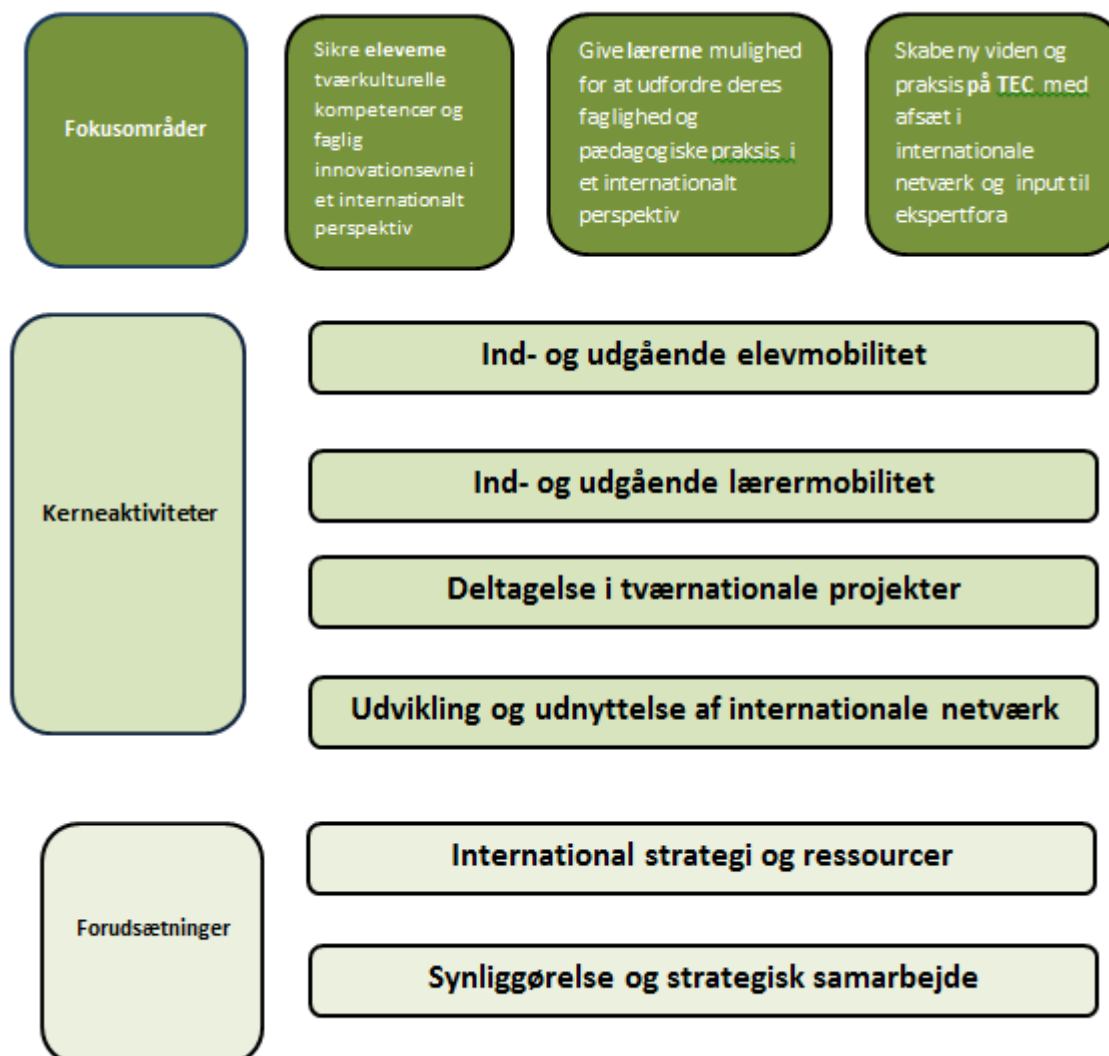 Fokusområder
Sikre eleverne
tværkulturelle
kompetencer og
faglig
innovationsevne i
et internationalt
perspektiv
Give lærerne mulighed
for at udfordre deres
faglighed og
pædagogiske praksis i
et internationalt
perspektiv
Skabe ny viden og
praksis på TEC med
afsæt i
internationale
netværk og input til
ekspertfora
Kerneaktiviteter
Ind- og udgående elevmobilitet
Ind- og udgående lærermobilitet
Deltagelse i tværnationale projekter
Udvikling og udnyttelse af internationale netværk
Forudsætninger
International strategi og ressourcer
Synliggørelse og strategisk samarbejde